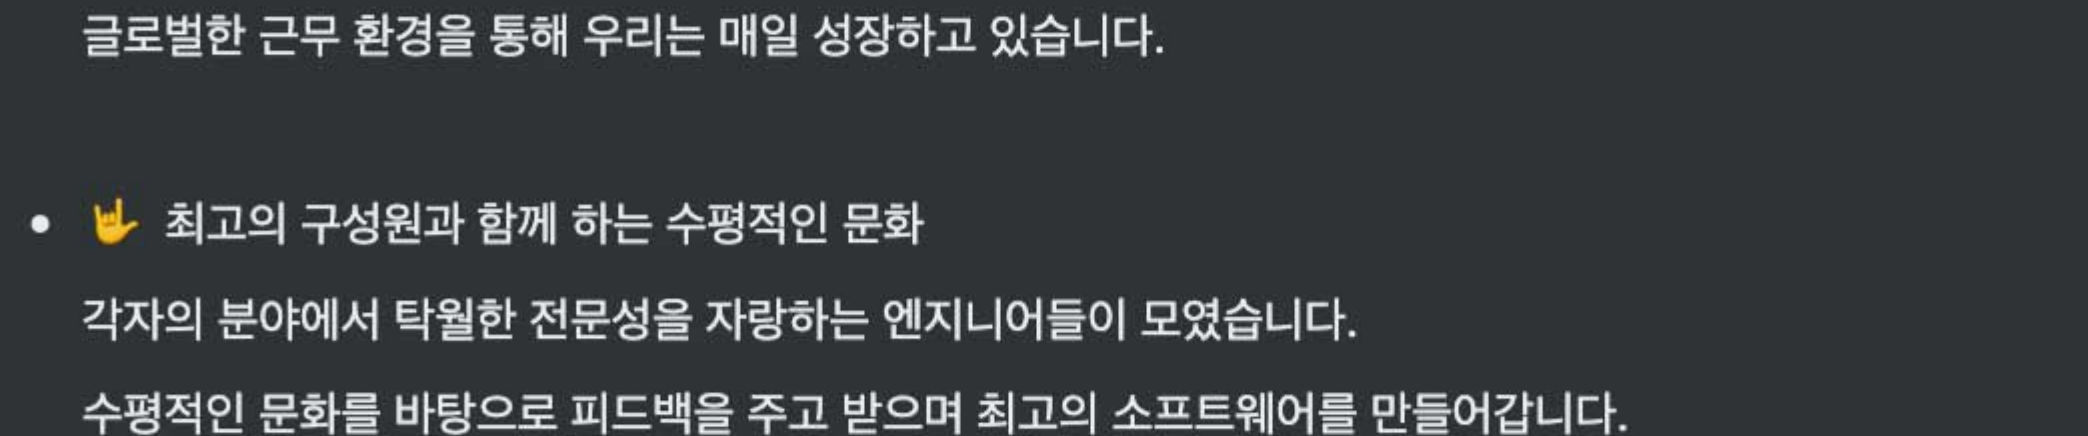 글로벌한 근무 환경을 통해 우리는 매일 성장하고 있습니다.
• 🤟 최고의 구성원과 함께 하는 수평적인 문화
각자의 분야에서 탁월한 전문성을 자랑하는 엔지니어들이 모였습니다.
수평적인 문화를 바탕으로 피드백을 주고 받으며 최고의 소프트웨어를 만들어갑니다.